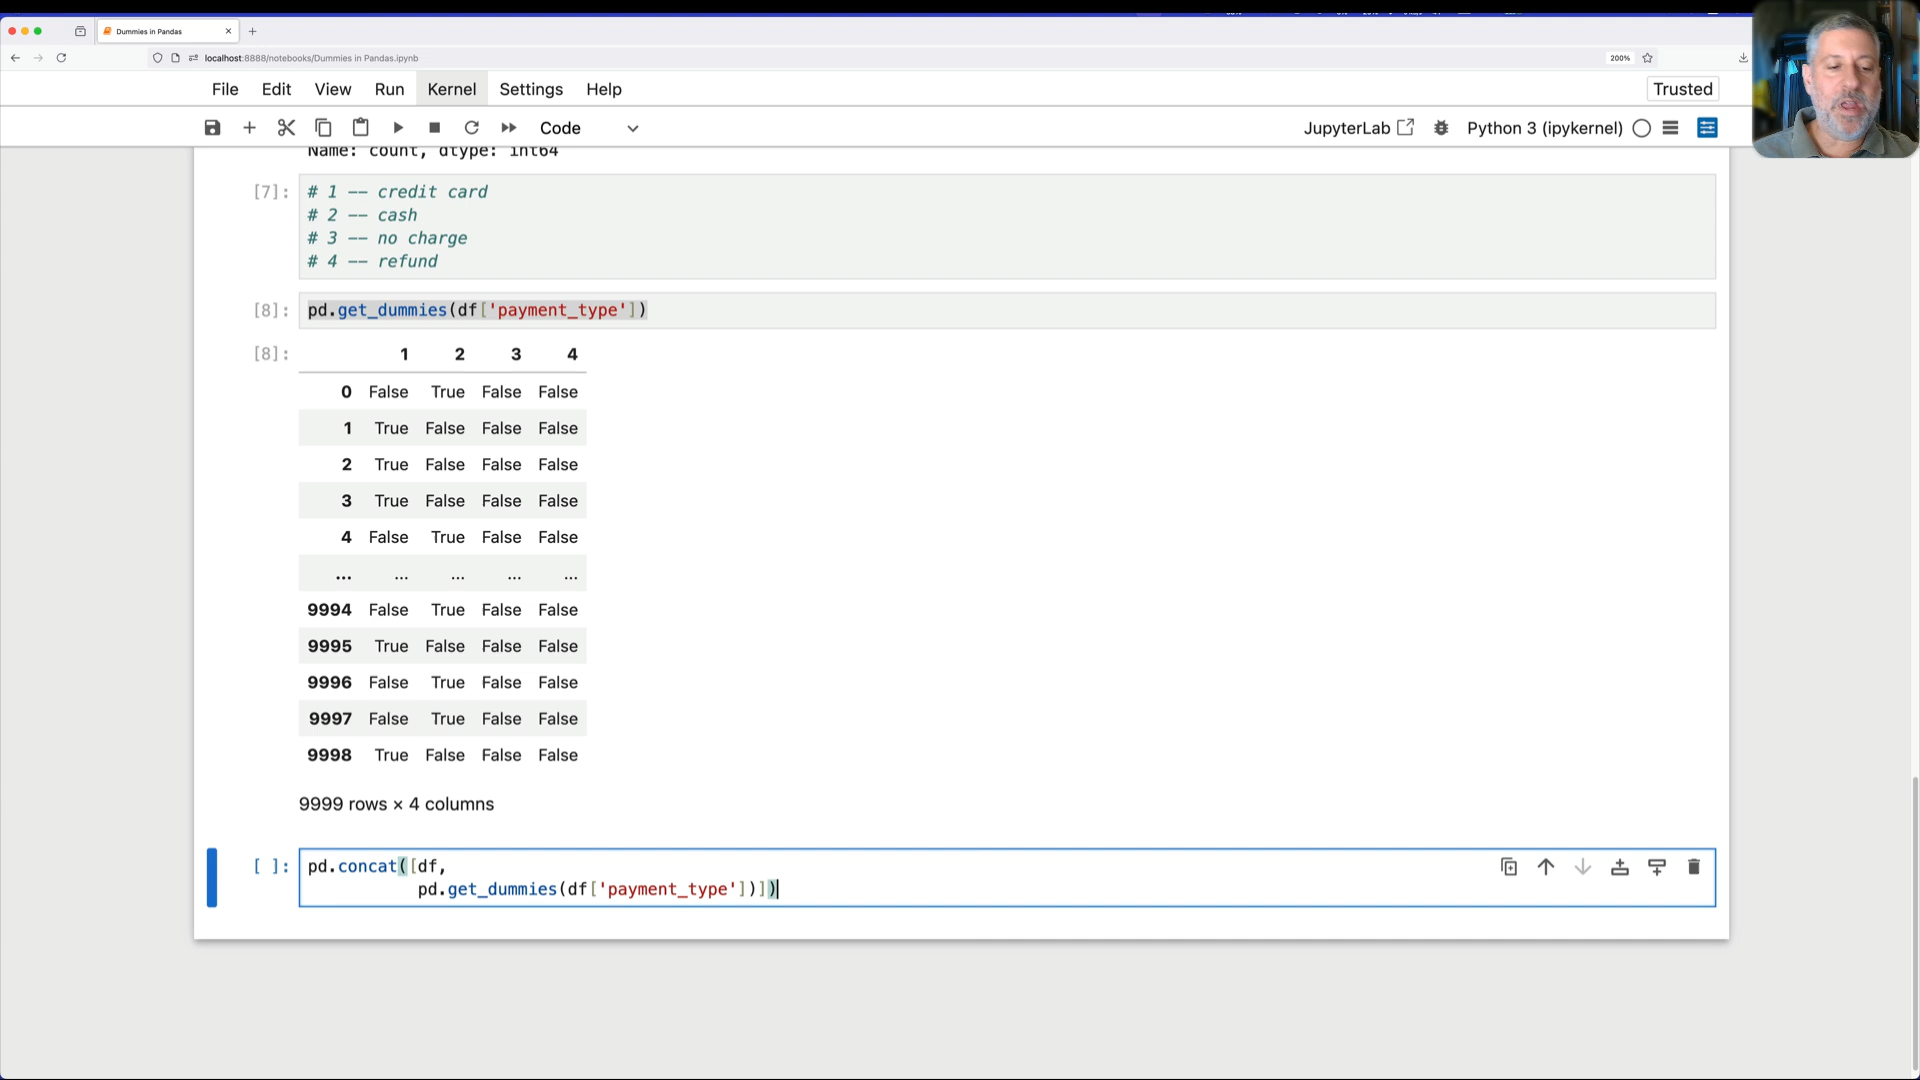 Dummies in Pandas
localhost:8888/notebooks/Dummies in Pandas.ipynb
200%
File Edit View Run Kernel Settings Help
Trusted
Code
JupyterLab
Python 3 (ipykernel)
Name: count, dtype: int64
[7]: # 1 -- credit card
# 2 -- cash
# 3 -- no charge
# 4 -- refund
[8]: pd.get_dummies(df['payment_type'])
[8]: 1 2 3 4
0 False True False False
1 True False False False
2 True False False False
3 True False False False
4 False True False False
... ... ... ... ...
9994 False True False False
9995 True False False False
9996 False True False False
9997 False True False False
9998 True False False False
9999 rows × 4 columns
[ ]: pd.concat([df,
pd.get_dummies(df['payment_type'])])